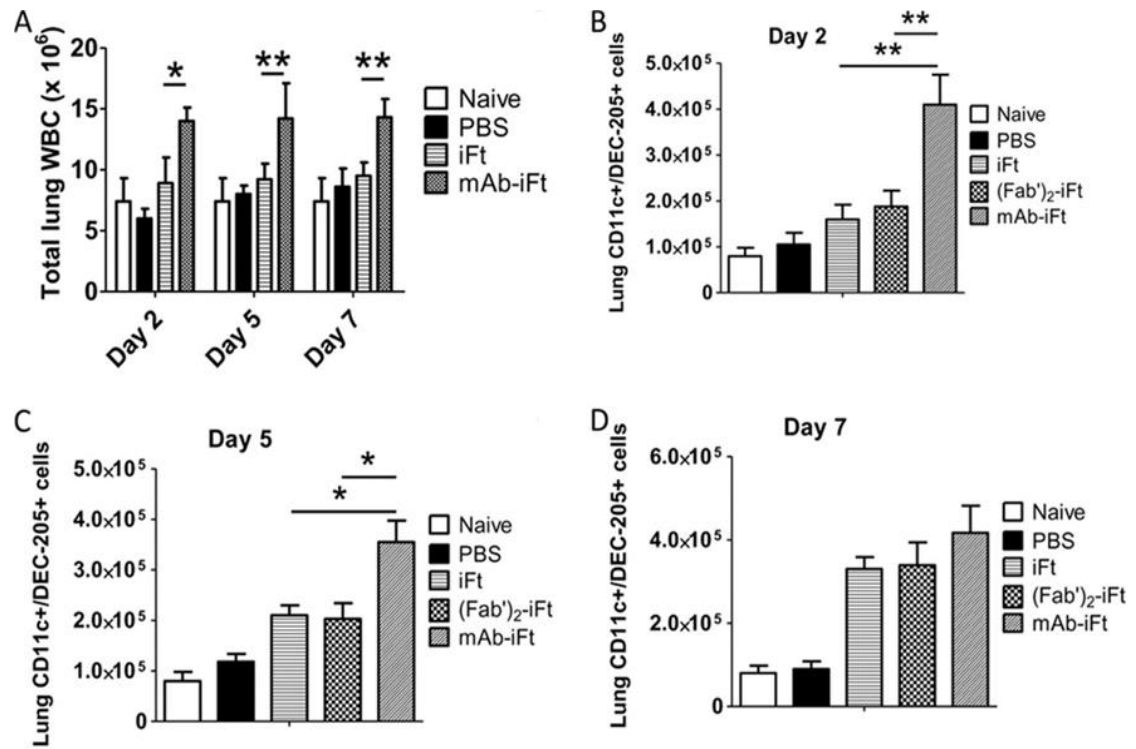 A
Total lung WBC (x 10⁶)
20
15
10
5
0
* ** **
Day 2 Day 5 Day 7
Naive
PBS
iFt
mAb-iFt
B
Day 2
Lung CD11c+/DEC-205+ cells
5.0x10⁵
4.0x10⁵
3.0x10⁵
2.0x10⁵
1.0x10⁵
0
**
**
Naive
PBS
iFt
(Fab')₂-iFt
mAb-iFt
C
Day 5
Lung CD11c+/DEC-205+ cells
5.0x10⁵
4.0x10⁵
3.0x10⁵
2.0x10⁵
1.0x10⁵
0
*
*
Naive
PBS
iFt
(Fab')₂-iFt
mAb-iFt
D
Day 7
Lung CD11c+/DEC-205+ cells
6.0x10⁵
4.0x10⁵
2.0x10⁵
0
Naive
PBS
iFt
(Fab')₂-iFt
mAb-iFt